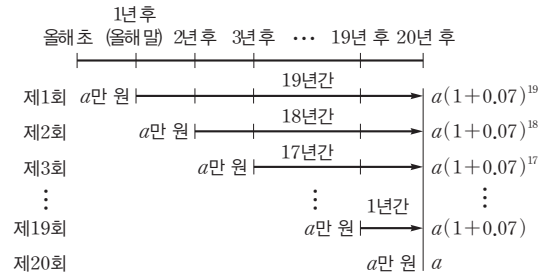 1년 후
올해 초 (올해 말) 2년 후 3년 후 … 19년 후 20년 후
제1회 a만 원 19년간 a(1+0.07)¹⁹
제2회 a만 원 18년간 a(1+0.07)¹⁸
제3회 a만 원 17년간 a(1+0.07)¹⁷
⋮ ⋮ ⋮
제19회 a만 원 1년간 a(1+0.07)
제20회 a만 원 a